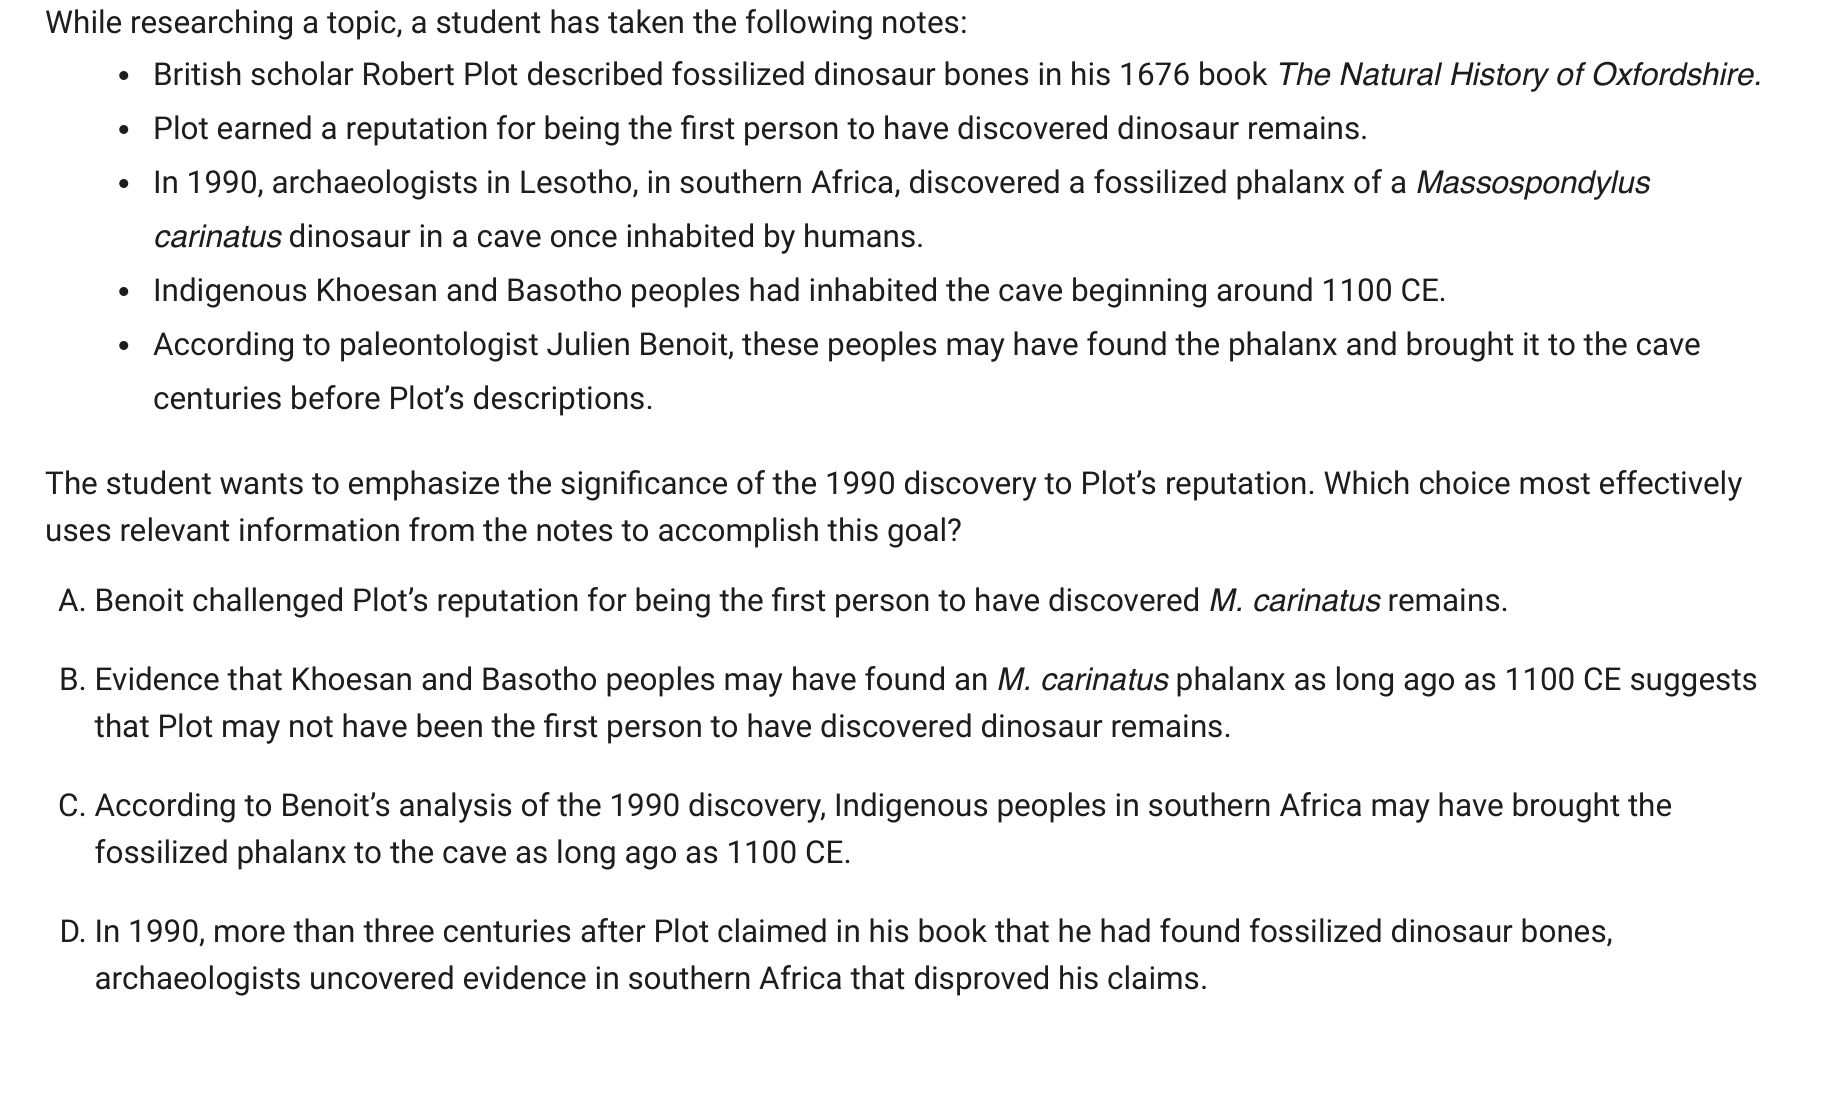 While researching a topic, a student has taken the following notes:
• British scholar Robert Plot described fossilized dinosaur bones in his 1676 book The Natural History of Oxfordshire.
• Plot earned a reputation for being the first person to have discovered dinosaur remains.
• In 1990, archaeologists in Lesotho, in southern Africa, discovered a fossilized phalanx of a Massospondylus
carinatus dinosaur in a cave once inhabited by humans.
• Indigenous Khoesan and Basotho peoples had inhabited the cave beginning around 1100 CE.
• According to paleontologist Julien Benoit, these peoples may have found the phalanx and brought it to the cave
centuries before Plot’s descriptions.
The student wants to emphasize the significance of the 1990 discovery to Plot’s reputation. Which choice most effectively
uses relevant information from the notes to accomplish this goal?
A. Benoit challenged Plot’s reputation for being the first person to have discovered M. carinatus remains.
B. Evidence that Khoesan and Basotho peoples may have found an M. carinatus phalanx as long ago as 1100 CE suggests
that Plot may not have been the first person to have discovered dinosaur remains.
C. According to Benoit’s analysis of the 1990 discovery, Indigenous peoples in southern Africa may have brought the
fossilized phalanx to the cave as long ago as 1100 CE.
D. In 1990, more than three centuries after Plot claimed in his book that he had found fossilized dinosaur bones,
archaeologists uncovered evidence in southern Africa that disproved his claims.